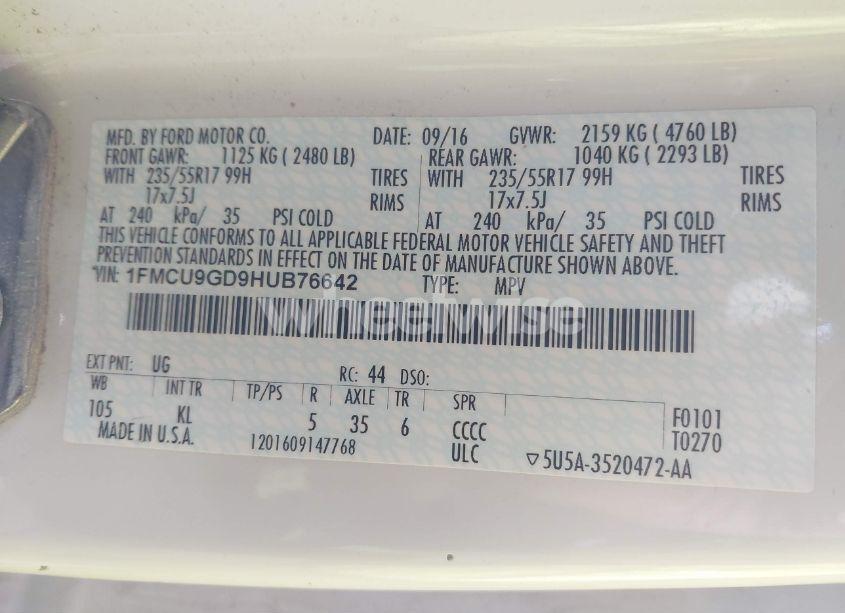 MFD. BY FORD MOTOR CO. DATE: 09/16 GVWR: 2159 KG ( 4760 LB)
FRONT GAWR: 1125 KG ( 2480 LB) REAR GAWR: 1040 KG ( 2293 LB)
WITH 235/55R17 99H TIRES WITH 235/55R17 99H TIRES
17x7.5J RIMS 17x7.5J RIMS
AT 240 kPa/ 35 PSI COLD AT 240 kPa/ 35 PSI COLD
THIS VEHICLE CONFORMS TO ALL APPLICABLE FEDERAL MOTOR VEHICLE SAFETY AND THEFT
PREVENTION STANDARDS IN EFFECT ON THE DATE OF MANUFACTURE SHOWN ABOVE.
VIN: 1FMCU9GD9HUB76642 TYPE: MPV
wheelwise
EXT PNT: UG RC: 44 DSO:
WB INT TR TP/PS R AXLE TR SPR
105 KL 5 35 6 CCCC F0101
MADE IN U.S.A. 1201609147768 ULC T0270
▽5U5A-3520472-AA